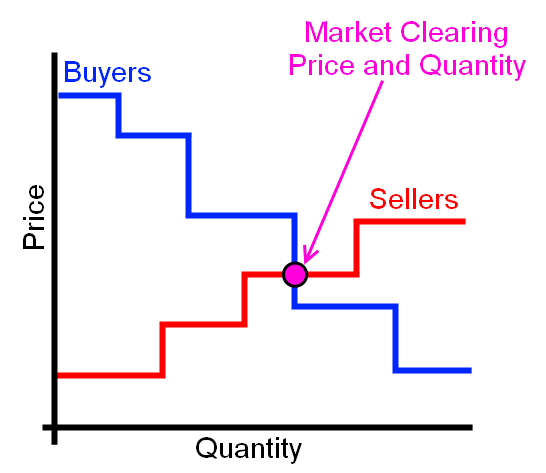 Market Clearing
Price and Quantity
Buyers
Sellers
Price
Quantity